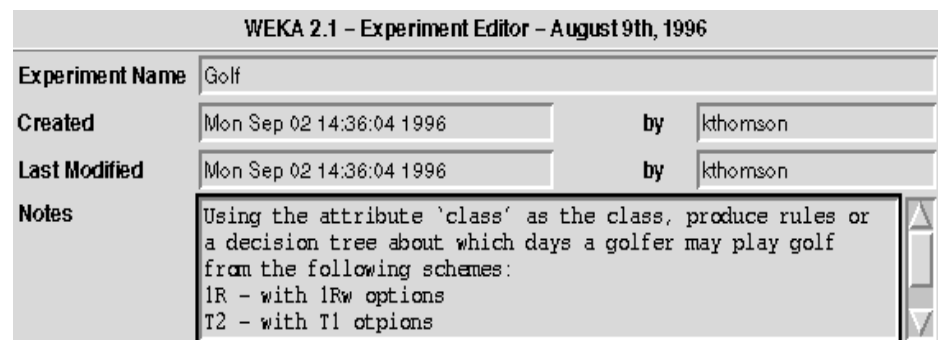 WEKA 2.1 – Experiment Editor – August 9th, 1996
Experiment Name Golf
Created Mon Sep 02 14:36:04 1996 by kthomson
Last Modified Mon Sep 02 14:36:04 1996 by kthomson
Notes Using the attribute `class' as the class, produce rules or
a decision tree about which days a golfer may play golf
from the following schemes:
1R - with 1Rw options
T2 - with T1 otpions